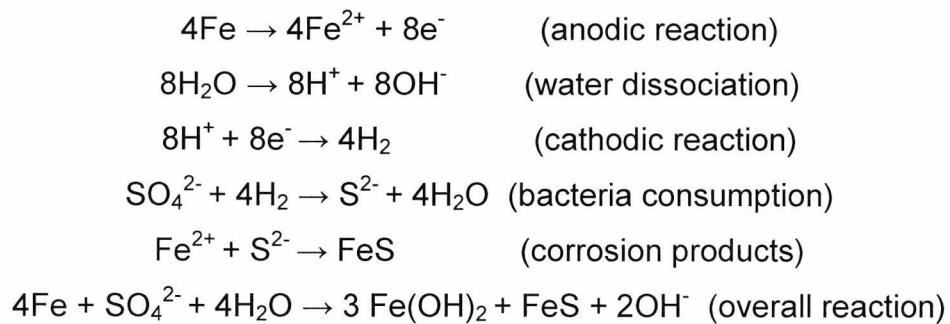 4Fe → 4Fe²⁺ + 8e⁻ (anodic reaction)
8H₂O → 8H⁺ + 8OH⁻ (water dissociation)
8H⁺ + 8e⁻ → 4H₂ (cathodic reaction)
SO₄²⁻ + 4H₂ → S²⁻ + 4H₂O (bacteria consumption)
Fe²⁺ + S²⁻ → FeS (corrosion products)
4Fe + SO₄²⁻ + 4H₂O → 3 Fe(OH)₂ + FeS + 2OH⁻ (overall reaction)